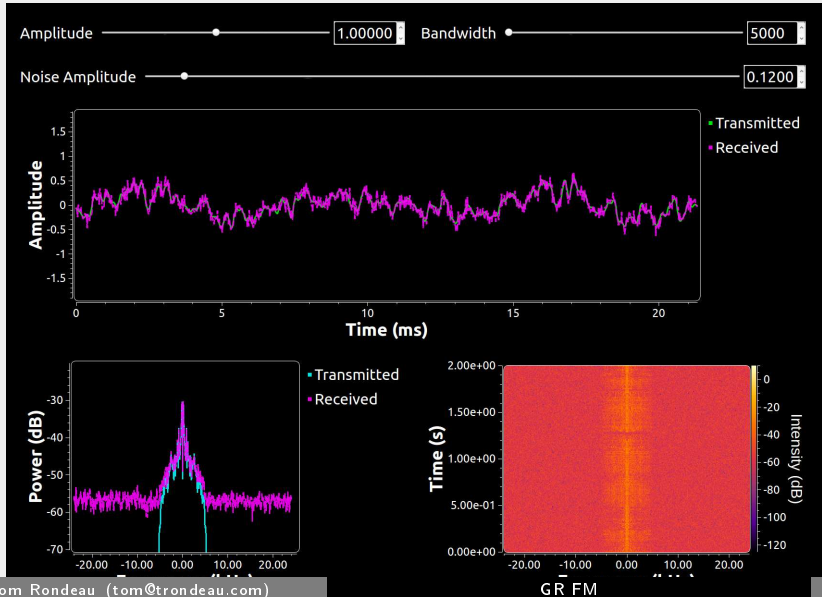 Amplitude 1.00000 Bandwidth 5000
Noise Amplitude 0.1200
Transmitted
Received
Amplitude
1.5
1
0.5
0
-0.5
-1
-1.5
0 5 10 15 20
Time (ms)
Transmitted
Received
Power (dB)
-30
-40
-50
-60
-70
-20.00 -10.00 0.00 10.00 20.00
Time (s)
2.00e+00
1.50e+00
1.00e+00
5.00e-01
0.00e+00
-20.00 -10.00 0.00 10.00 20.00
0
-20
-40
-60
-80
-100
-120
Intensity (dB)
om Rondeau (tom@trondeau.com) GR FM